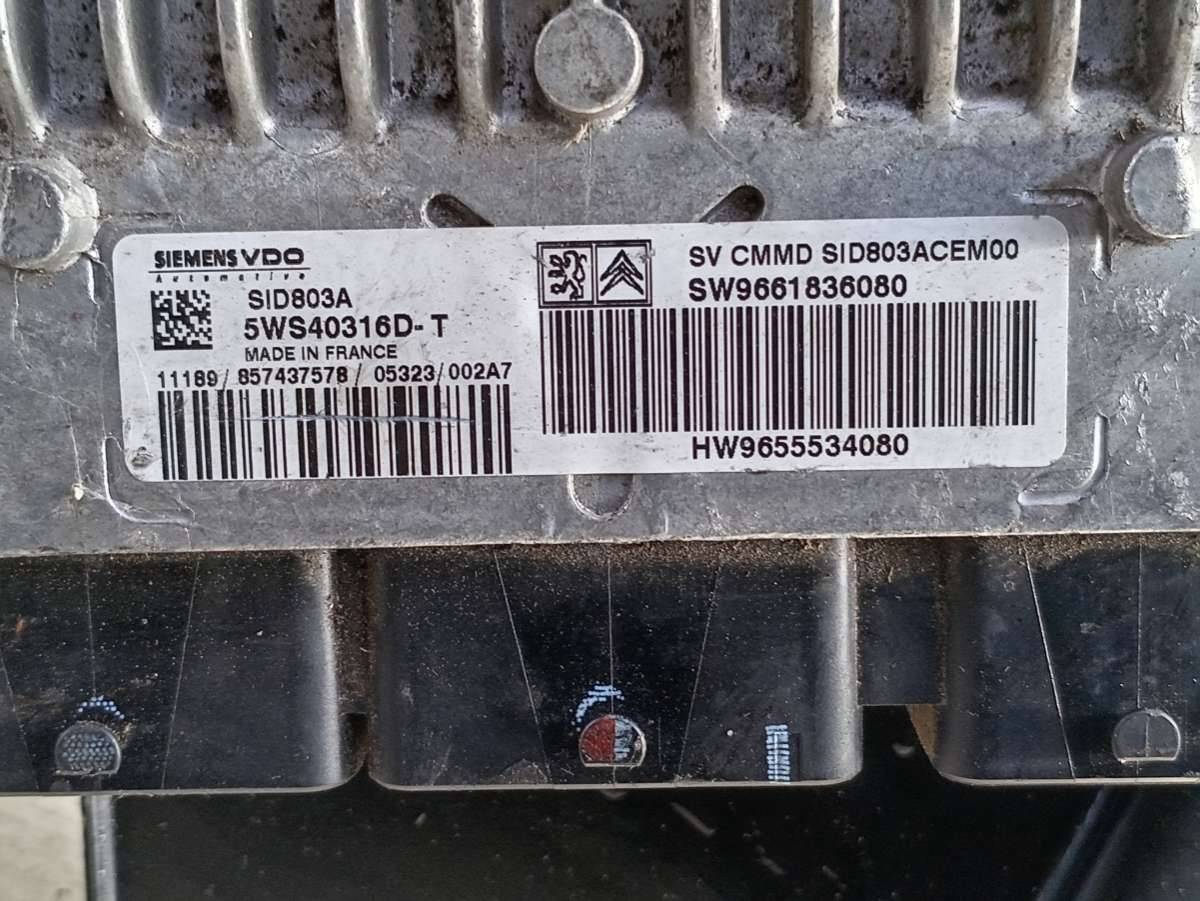 SIEMENS VDO
Automotive
SID803A
5WS40316D-T
MADE IN FRANCE
11189/857437578/05323/002A7
SV CMMD SID803ACEM00
SW9661836080
HW9655534080